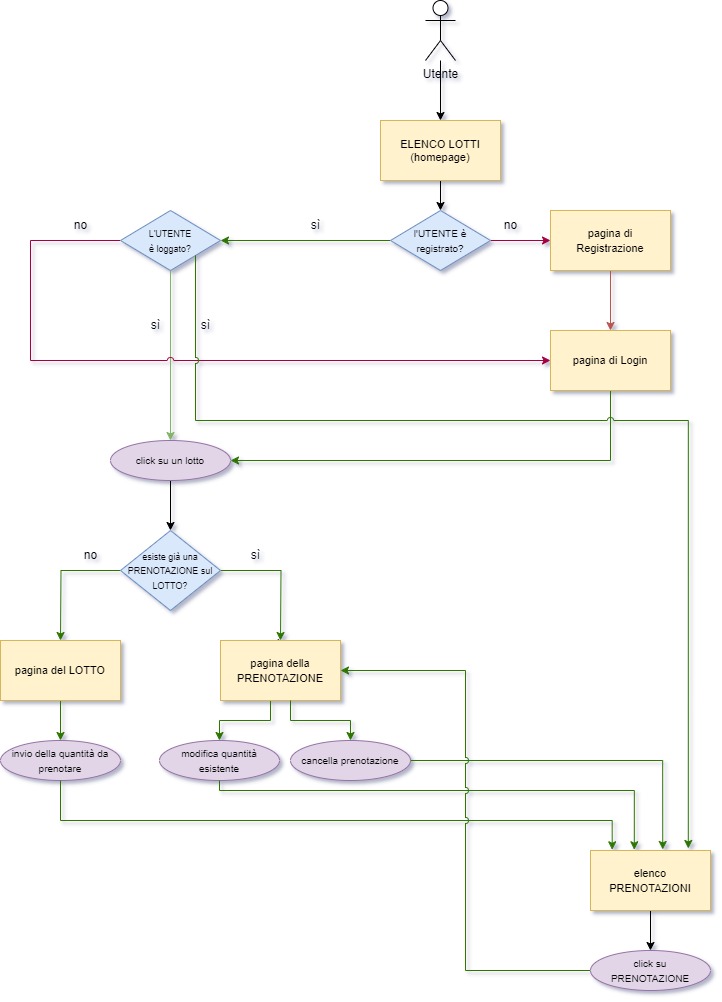 Utente
ELENCO LOTTI
(homepage)
no
L'UTENTE
è loggato?
sì
l'UTENTE è
registrato?
no
pagina di
Registrazione
sì
sì
pagina di Login
click su un lotto
no
esiste già una
PRENOTAZIONE sul
LOTTO?
sì
pagina del LOTTO
pagina della
PRENOTAZIONE
invio della quantità da
prenotare
modifica quantità
esistente
cancella prenotazione
elenco
PRENOTAZIONI
click su
PRENOTAZIONE